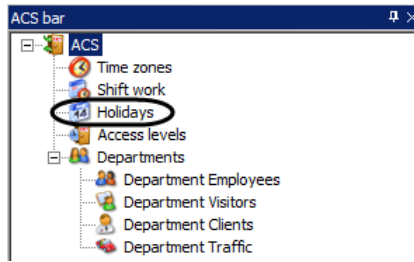 ACS bar
ACS
Time zones
Shift work
Holidays
Access levels
Departments
Department Employees
Department Visitors
Department Clients
Department Traffic